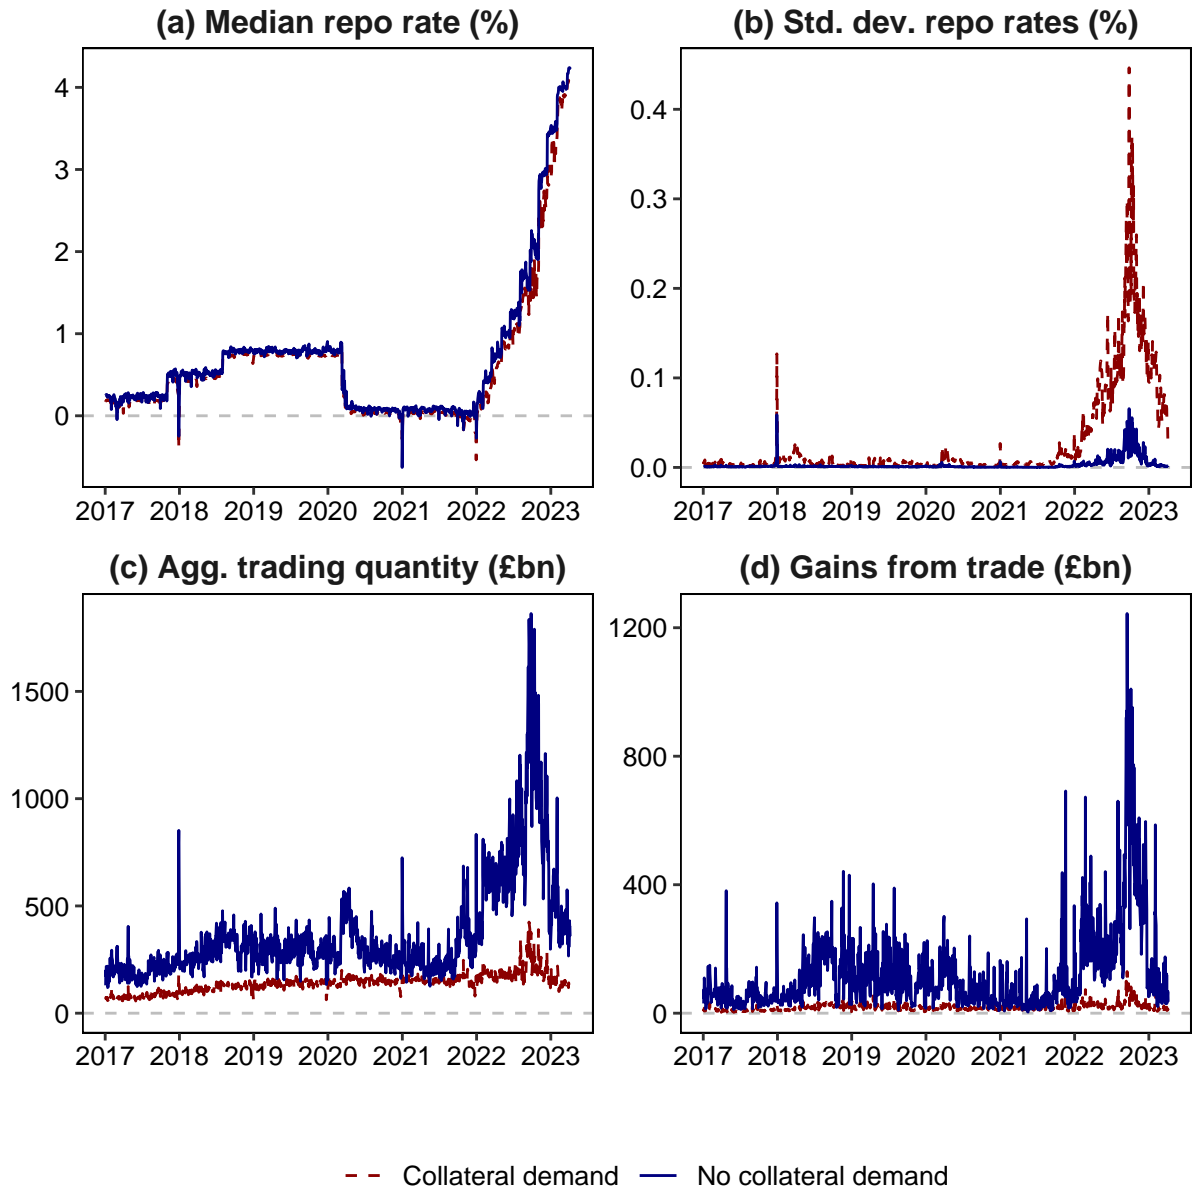 (a) Median repo rate (%)
4
3
2
1
0
2017 2018 2019 2020 2021 2022 2023
(b) Std. dev. repo rates (%)
0.4
0.3
0.2
0.1
0.0
2017 2018 2019 2020 2021 2022 2023
(c) Agg. trading quantity (£bn)
1500
1000
500
0
2017 2018 2019 2020 2021 2022 2023
(d) Gains from trade (£bn)
1200
800
400
0
2017 2018 2019 2020 2021 2022 2023
Collateral demand No collateral demand